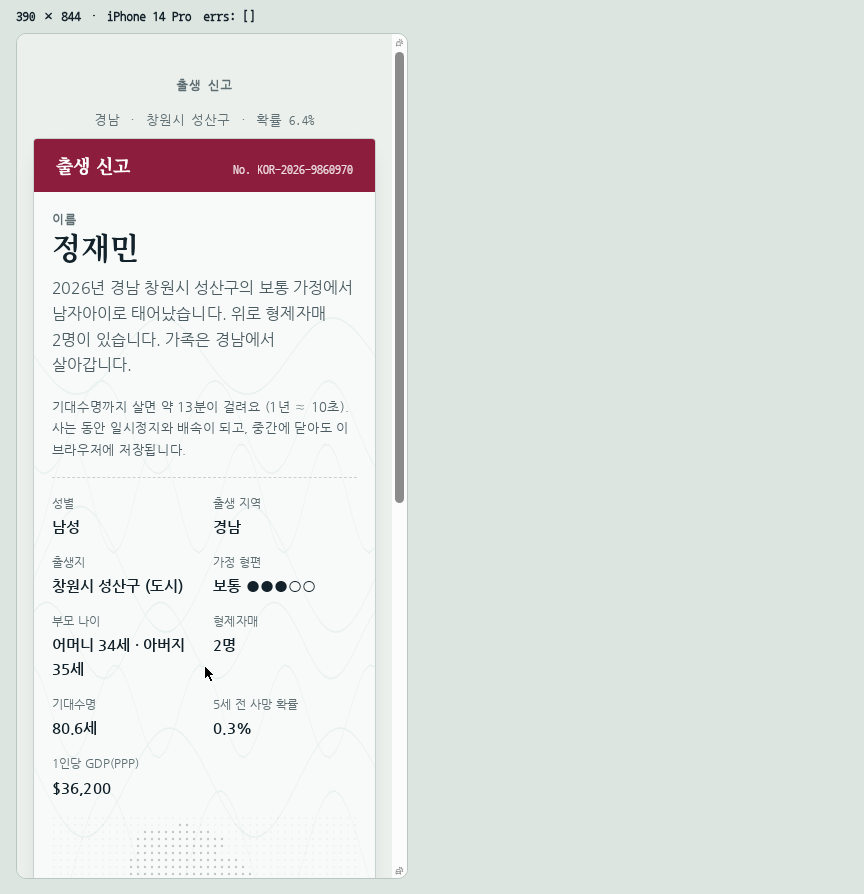 390 × 844 · iPhone 14 Pro errs: []
출생 신고
경남 · 창원시 성산구 · 확률 6.4%
출생 신고
No. KOR-2026-9860970
이름
정재민
2026년 경남 창원시 성산구의 보통 가정에서
남자아이로 태어났습니다. 위로 형제자매
2명이 있습니다. 가족은 경남에서
살아갑니다.
기대수명까지 살면 약 13분이 걸려요 (1년 ≈ 10초).
사는 동안 일시정지와 배속이 되고, 중간에 닫아도 이
브라우저에 저장됩니다.
성별
출생 지역
남성
경남
출생지
가정 형편
창원시 성산구 (도시)
보통 ●●●○○
부모 나이
형제자매
어머니 34세 · 아버지
2명
35세
기대수명
5세 전 사망 확률
80.6세
0.3%
1인당 GDP(PPP)
$36,200